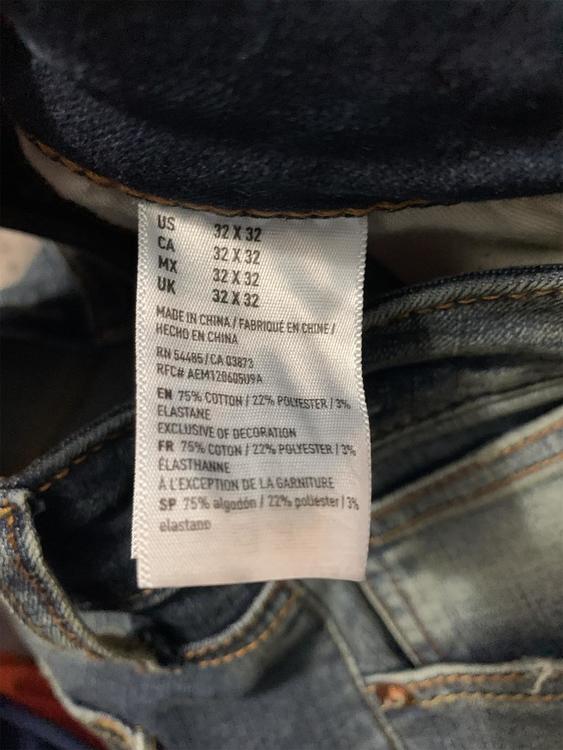 US 32 X 32
CA 32 X 32
MX 32 X 32
UK 32 X 32
MADE IN CHINA / FABRIQUÉ EN CHINE /
HECHO EN CHINA
RN 54485 / CA 03873
RFC# AEM120605U9A
EN 75% COTTON / 22% POLYESTER / 3%
ELASTANE
EXCLUSIVE OF DECORATION
FR 75% COTON / 22% POLYESTER / 3%
ÉLASTHANNE
À L'EXCEPTION DE LA GARNITURE
SP 75% algodón / 22% poliéster / 3%
elastano